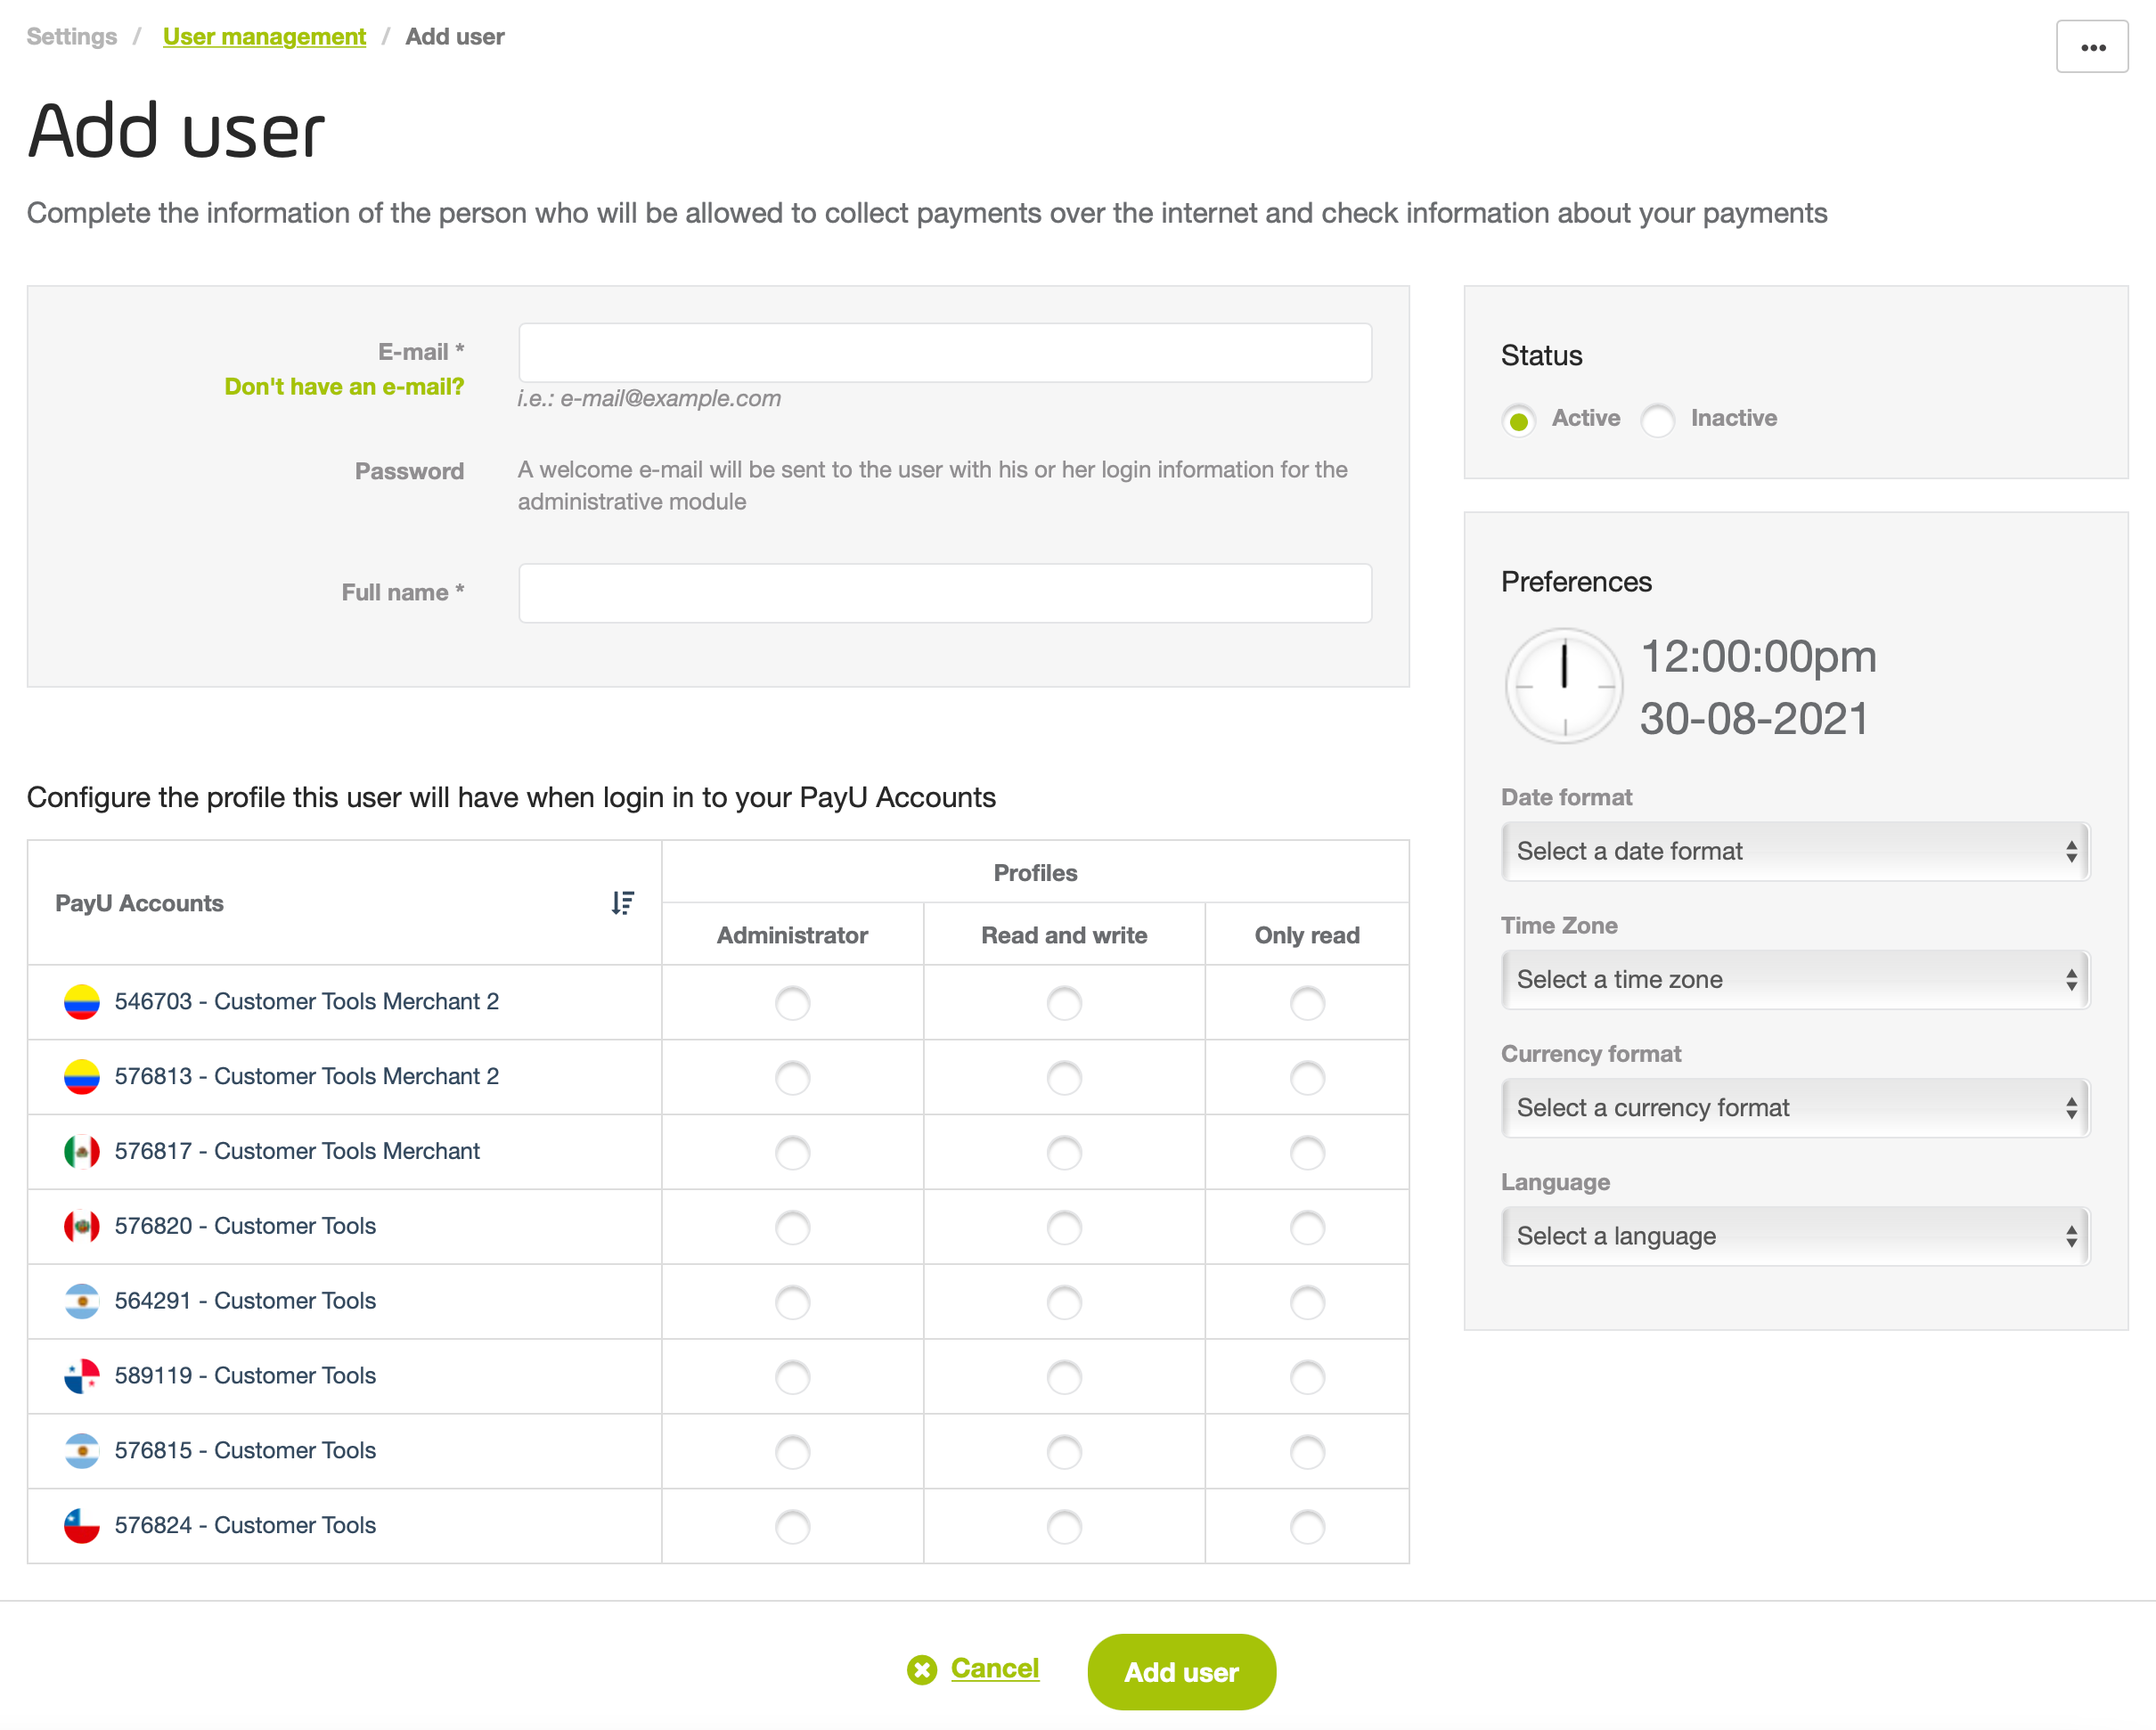 Settings / User management / Add user
Add user
Complete the information of the person who will be allowed to collect payments over the internet and check information about your payments
E-mail *
Don't have an e-mail?
i.e.: e-mail@example.com
Password
A welcome e-mail will be sent to the user with his or her login information for the
administrative module
Full name *
Status
Active Inactive
Preferences
12:00:00pm
30-08-2021
Date format
Select a date format
Time Zone
Select a time zone
Currency format
Select a currency format
Language
Select a language
Configure the profile this user will have when login in to your PayU Accounts
PayU Accounts
Profiles
Administrator Read and write Only read
546703 - Customer Tools Merchant 2
576813 - Customer Tools Merchant 2
576817 - Customer Tools Merchant
576820 - Customer Tools
564291 - Customer Tools
589119 - Customer Tools
576815 - Customer Tools
576824 - Customer Tools
Cancel Add user